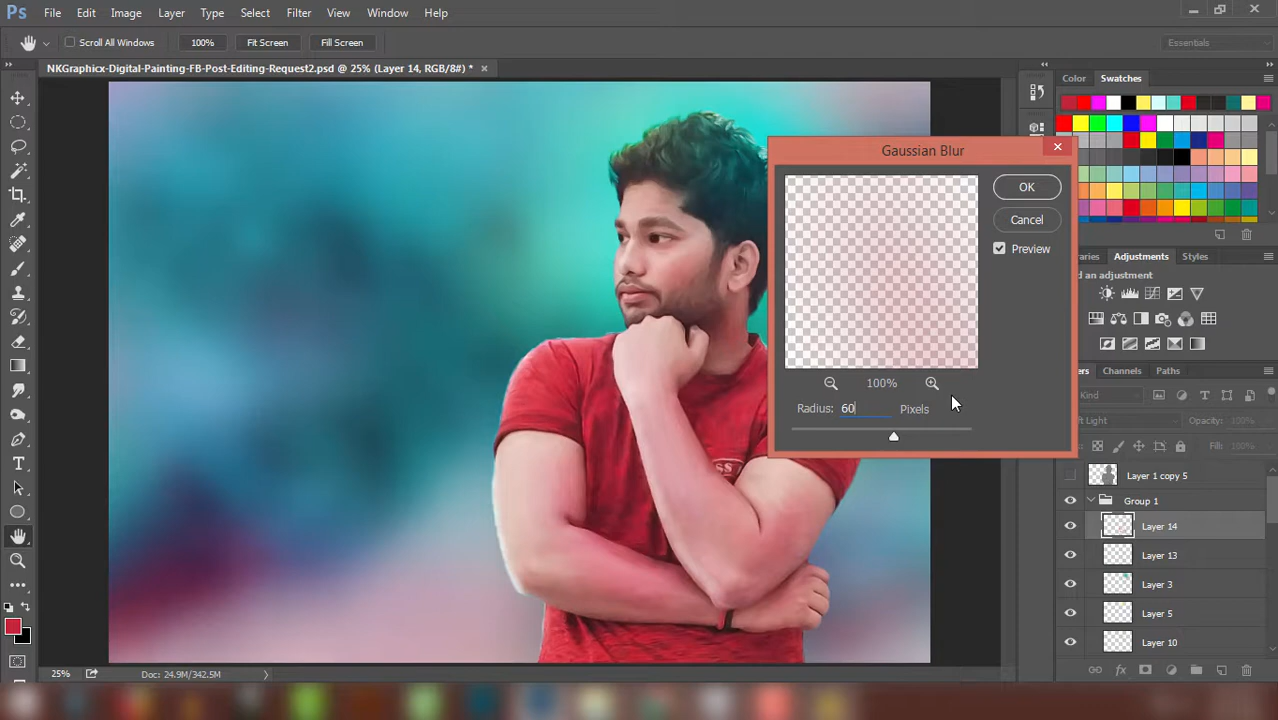 Ps File Edit Image Layer Type Select Filter View Window Help
Scroll All Windows 100% Fit Screen Fill Screen Essentials
NKGraphicx-Digital-Painting-FB-Post-Editing-Request2.psd @ 25% (Layer 14, RGB/8#) * ×
Color Swatches
Gaussian Blur
OK
Cancel
Preview
100%
Radius: 60 Pixels
Adjustments Styles
an adjustment
Channels Paths
Kind
Light Opacity: 100%
Fill: 100%
Layer 1 copy 5
Group 1
Layer 14
Layer 13
Layer 3
Layer 5
Layer 10
25% Doc: 24.9M/342.5M